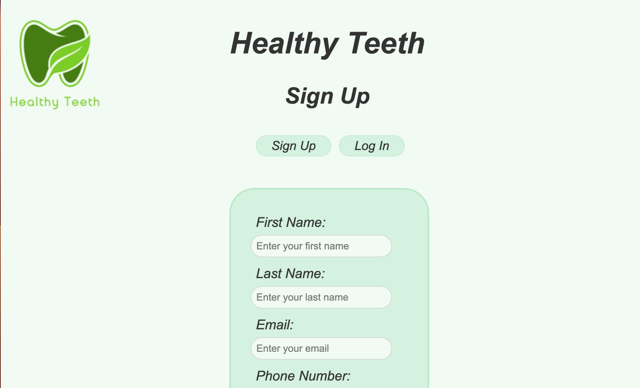 Healthy Teeth
Healthy Teeth
Sign Up
Sign Up
Log In
First Name:
Enter your first name
Last Name:
Enter your last name
Email:
Enter your email
Phone Number: